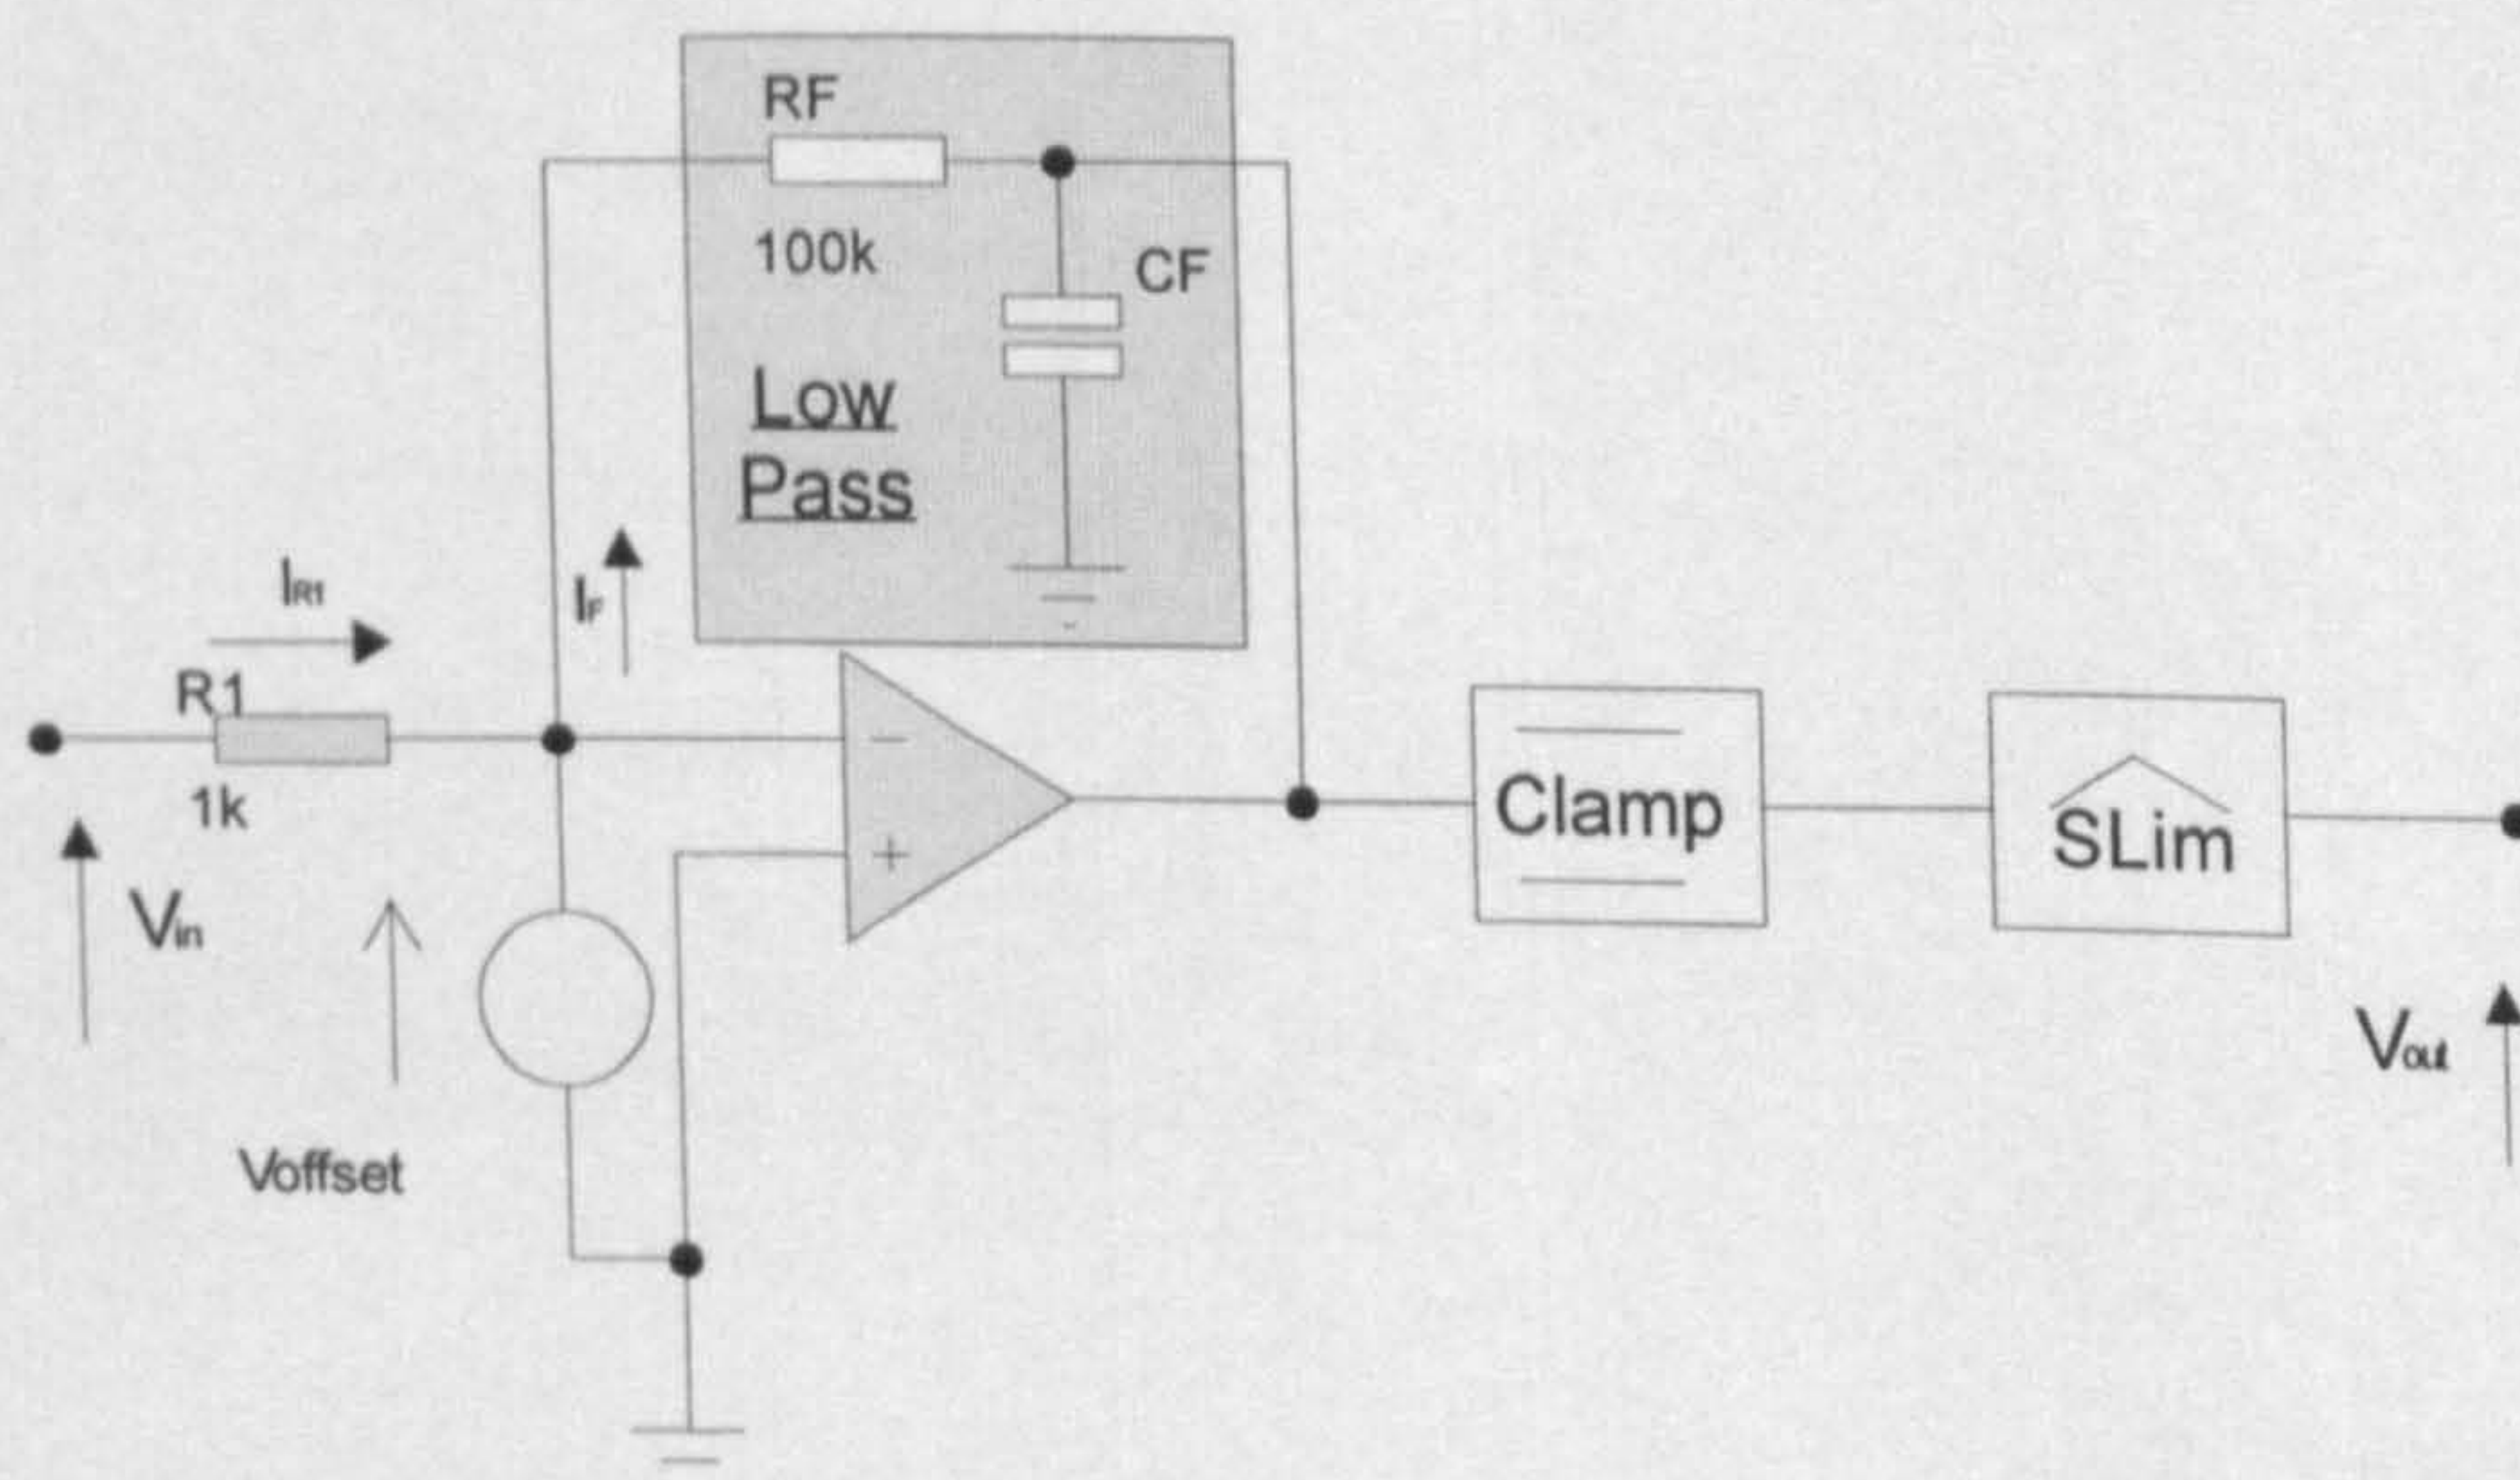 RF
100k
CF
Low
Pass
IR1
IF
R1
1k
−
+
Clamp
SLim
Vin
Voffset
Vout